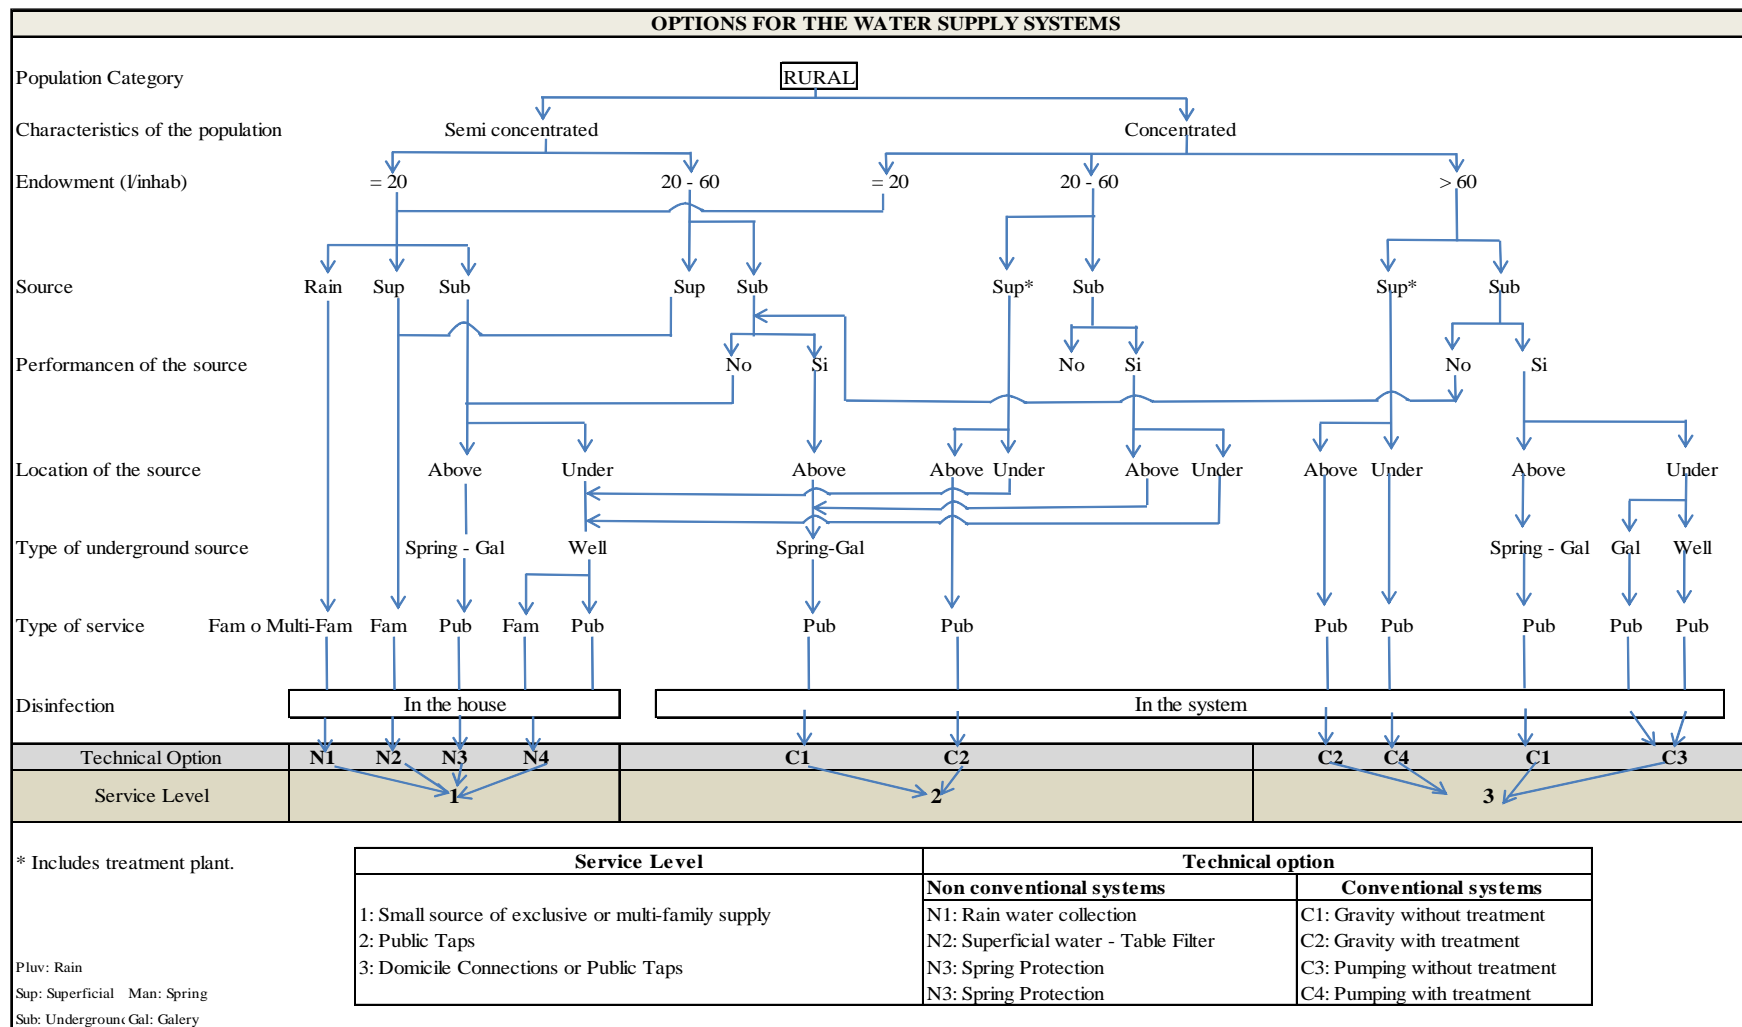 OPTIONS FOR THE WATER SUPPLY SYSTEMS
Population Category RURAL
Characteristics of the population Semi concentrated Concentrated
Endowment (l/inhab) = 20 20 - 60 = 20 20 - 60 > 60
Source Rain Sup Sub Sup Sub Sup* Sub Sup* Sub
Performancen of the source No Si No Si No Si
Location of the source Above Under Above Above Under Above Under Above Under Above Under
Type of underground source Spring - Gal Well Spring-Gal Spring - Gal Gal Well
Type of service Fam o Multi-Fam Fam Pub Fam Pub Pub Pub Pub Pub Pub Pub Pub
Disinfection In the house In the system
Technical Option N1 N2 N3 N4 C1 C2 C2 C4 C1 C3
Service Level 1 2 3
* Includes treatment plant.
Service Level Technical option
Non conventional systems Conventional systems
1: Small source of exclusive or multi-family supply N1: Rain water collection C1: Gravity without treatment
2: Public Taps N2: Superficial water - Table Filter C2: Gravity with treatment
3: Domicile Connections or Public Taps N3: Spring Protection C3: Pumping without treatment
N3: Spring Protection C4: Pumping with treatment
Pluv: Rain
Sup: Superficial Man: Spring
Sub: Undergroun Gal: Galery